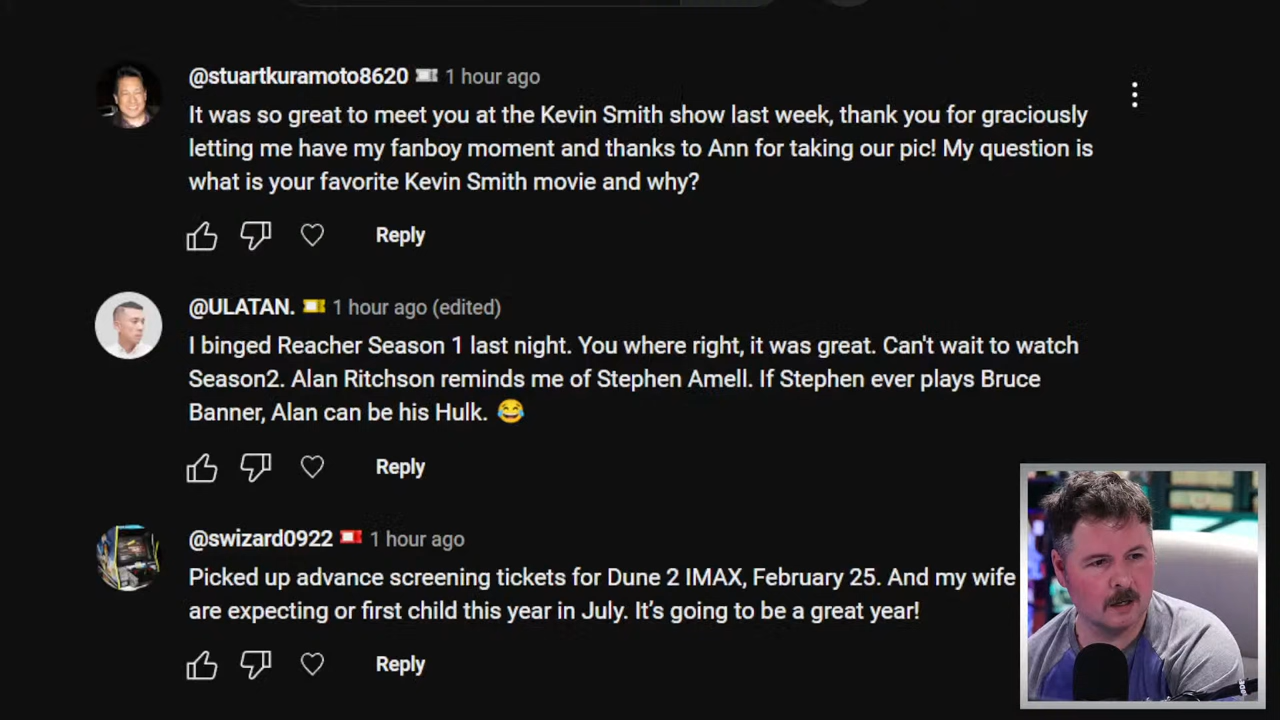 @stuartkuramoto8620 1 hour ago
It was so great to meet you at the Kevin Smith show last week, thank you for graciously
letting me have my fanboy moment and thanks to Ann for taking our pic! My question is
what is your favorite Kevin Smith movie and why?
Reply
@ULATAN. 1 hour ago (edited)
I binged Reacher Season 1 last night. You where right, it was great. Can't wait to watch
Season2. Alan Ritchson reminds me of Stephen Amell. If Stephen ever plays Bruce
Banner, Alan can be his Hulk. 😂
Reply
@swizard0922 1 hour ago
Picked up advance screening tickets for Dune 2 IMAX, February 25. And my wife
are expecting or first child this year in July. It’s going to be a great year!
Reply